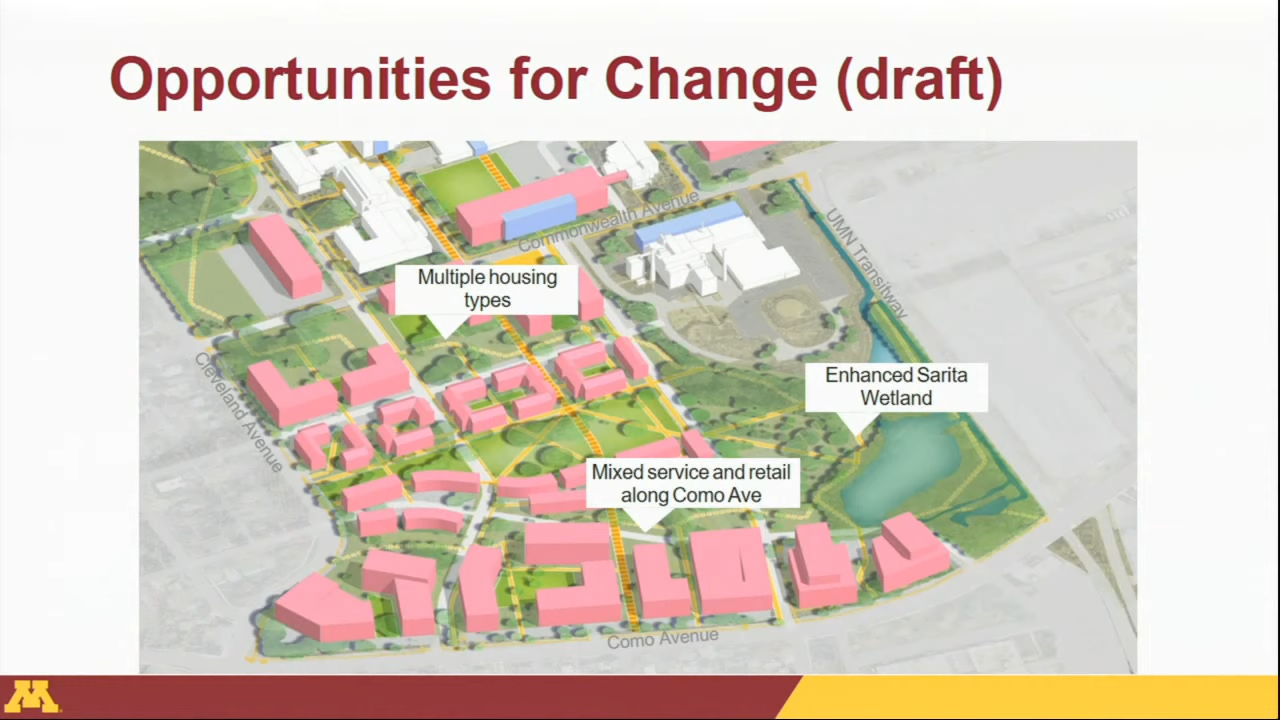 Opportunities for Change (draft)
Commonwealth Avenue
UMN Transitway
Multiple housing
types
Cleveland Avenue
Enhanced Sarita
Wetland
Mixed service and retail
along Como Ave
Como Avenue
M